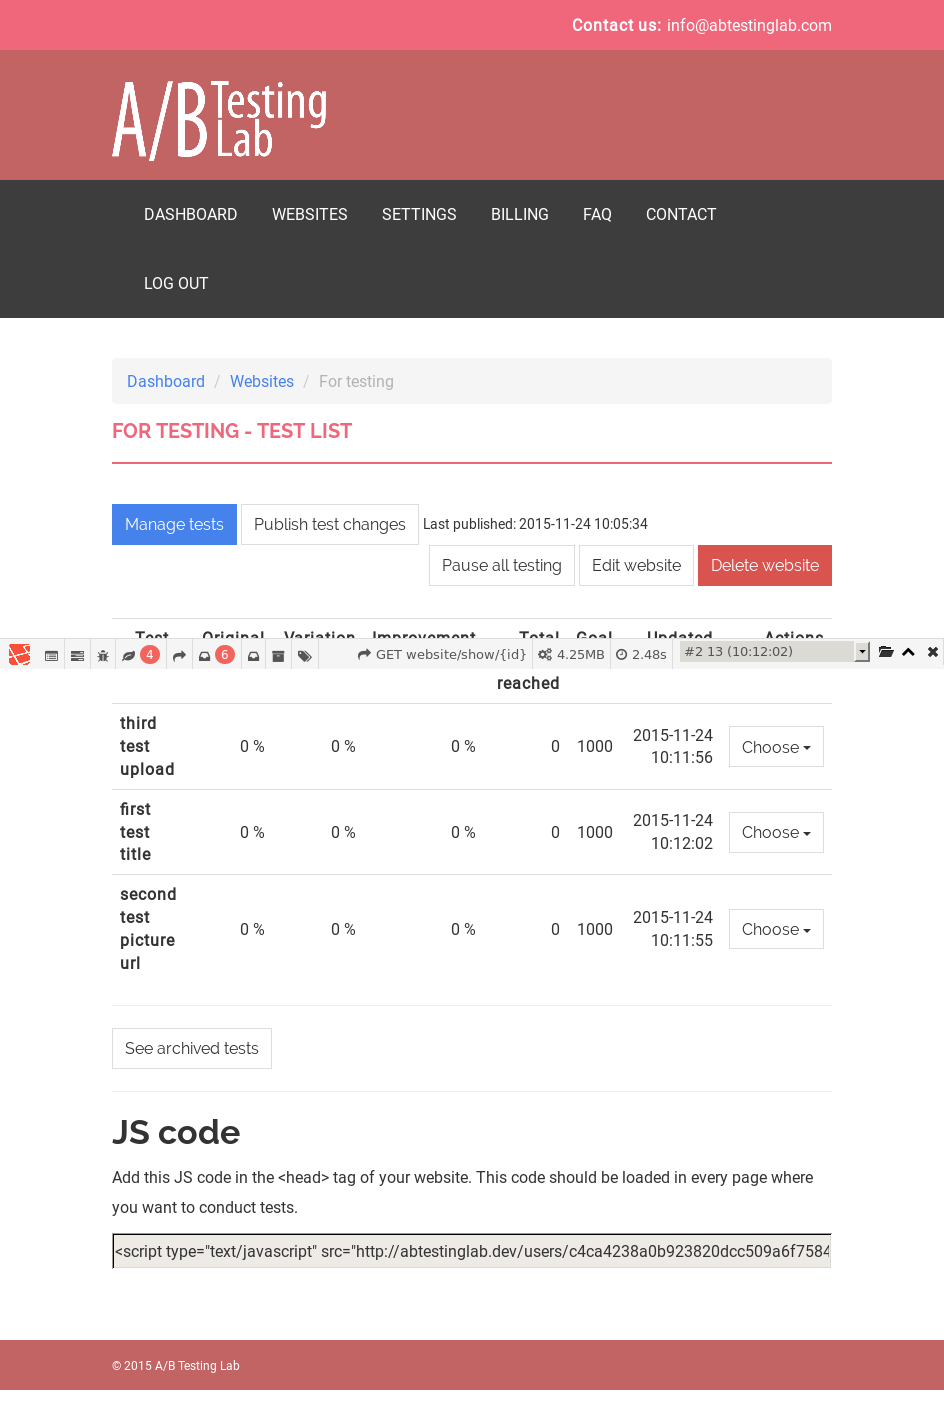 Contact us: info@abtestinglab.com
A/B Testing Lab
DASHBOARD WEBSITES SETTINGS BILLING FAQ CONTACT
LOG OUT
Dashboard / Websites / For testing
FOR TESTING - TEST LIST
Manage tests Publish test changes Last published: 2015-11-24 10:05:34
Pause all testing Edit website Delete website
Test Original Variation Improvement Total Goal Updated Actions
4 6 GET website/show/{id} 4.25MB 2.48s #2 13 (10:12:02)
reached
third
test
upload
0 % 0 % 0 % 0 1000
2015-11-24
10:11:56
Choose
first
test
title
0 % 0 % 0 % 0 1000
2015-11-24
10:12:02
Choose
second
test
picture
url
0 % 0 % 0 % 0 1000
2015-11-24
10:11:55
Choose
See archived tests
JS code
Add this JS code in the <head> tag of your website. This code should be loaded in every page where
you want to conduct tests.
<script type="text/javascript" src="http://abtestinglab.dev/users/c4ca4238a0b923820dcc509a6f7584
© 2015 A/B Testing Lab